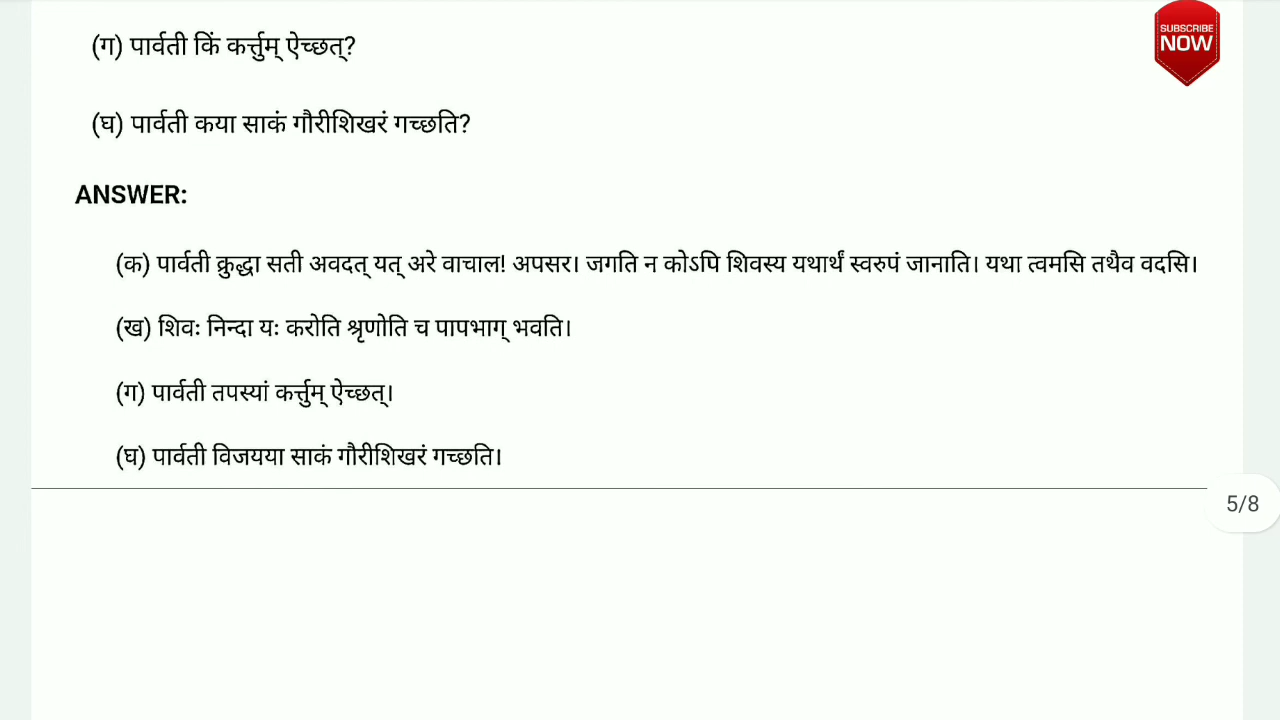 SUBSCRIBE
NOW
(ग) पार्वती किं कर्त्तुम् ऐच्छत्?
(घ) पार्वती कया साकं गौरीशिखरं गच्छति?
ANSWER:
(क) पार्वती क्रुद्धा सती अवदत् यत् अरे वाचाल! अपसर। जगति न कोऽपि शिवस्य यथार्थं स्वरुपं जानाति। यथा त्वमसि तथैव वदसि।
(ख) शिवः निन्दा यः करोति श्रृणोति च पापभाग् भवति।
(ग) पार्वती तपस्यां कर्त्तुम् ऐच्छत्।
(घ) पार्वती विजयया साकं गौरीशिखरं गच्छति।
5/8